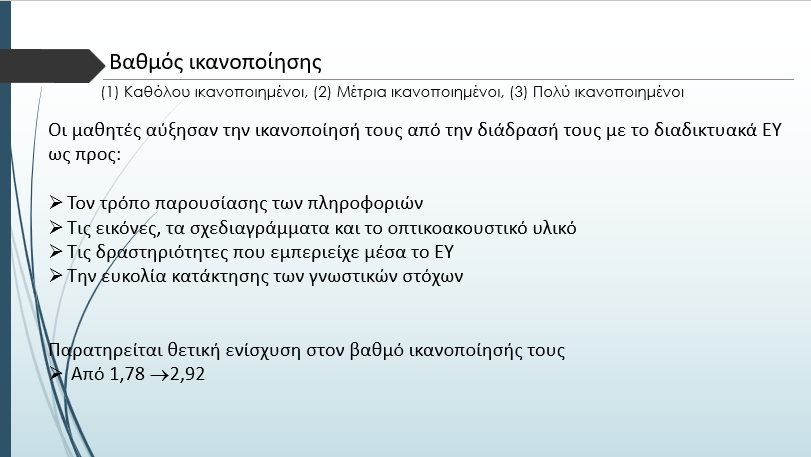 Βαθμός ικανοποίησης
(1) Καθόλου ικανοποιημένοι, (2) Μέτρια ικανοποιημένοι, (3) Πολύ ικανοποιημένοι
Οι μαθητές αύξησαν την ικανοποίησή τους από την διάδρασή τους με το διαδικτυακά ΕΥ
ως προς:
➢ Τον τρόπο παρουσίασης των πληροφοριών
➢ Τις εικόνες, τα σχεδιαγράμματα και το οπτικοακουστικό υλικό
➢ Τις δραστηριότητες που εμπεριείχε μέσα το ΕΥ
➢ Την ευκολία κατάκτησης των γνωστικών στόχων
Παρατηρείται θετική ενίσχυση στον βαθμό ικανοποίησής τους
➢ Από 1,78 →2,92